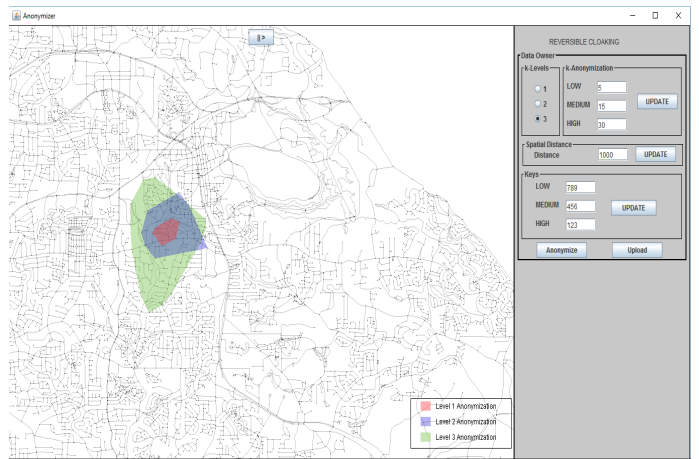 Anonymizer
|| >
REVERSIBLE CLOAKING
Data Owner
k-Levels
1
2
3
k-Anonymization
LOW 5
MEDIUM 15
HIGH 30
UPDATE
Spatial Distance
Distance 1000 UPDATE
Keys
LOW 789
MEDIUM 456
HIGH 123
UPDATE
Anonymize Upload
Level 1 Anonymization
Level 2 Anonymization
Level 3 Anonymization